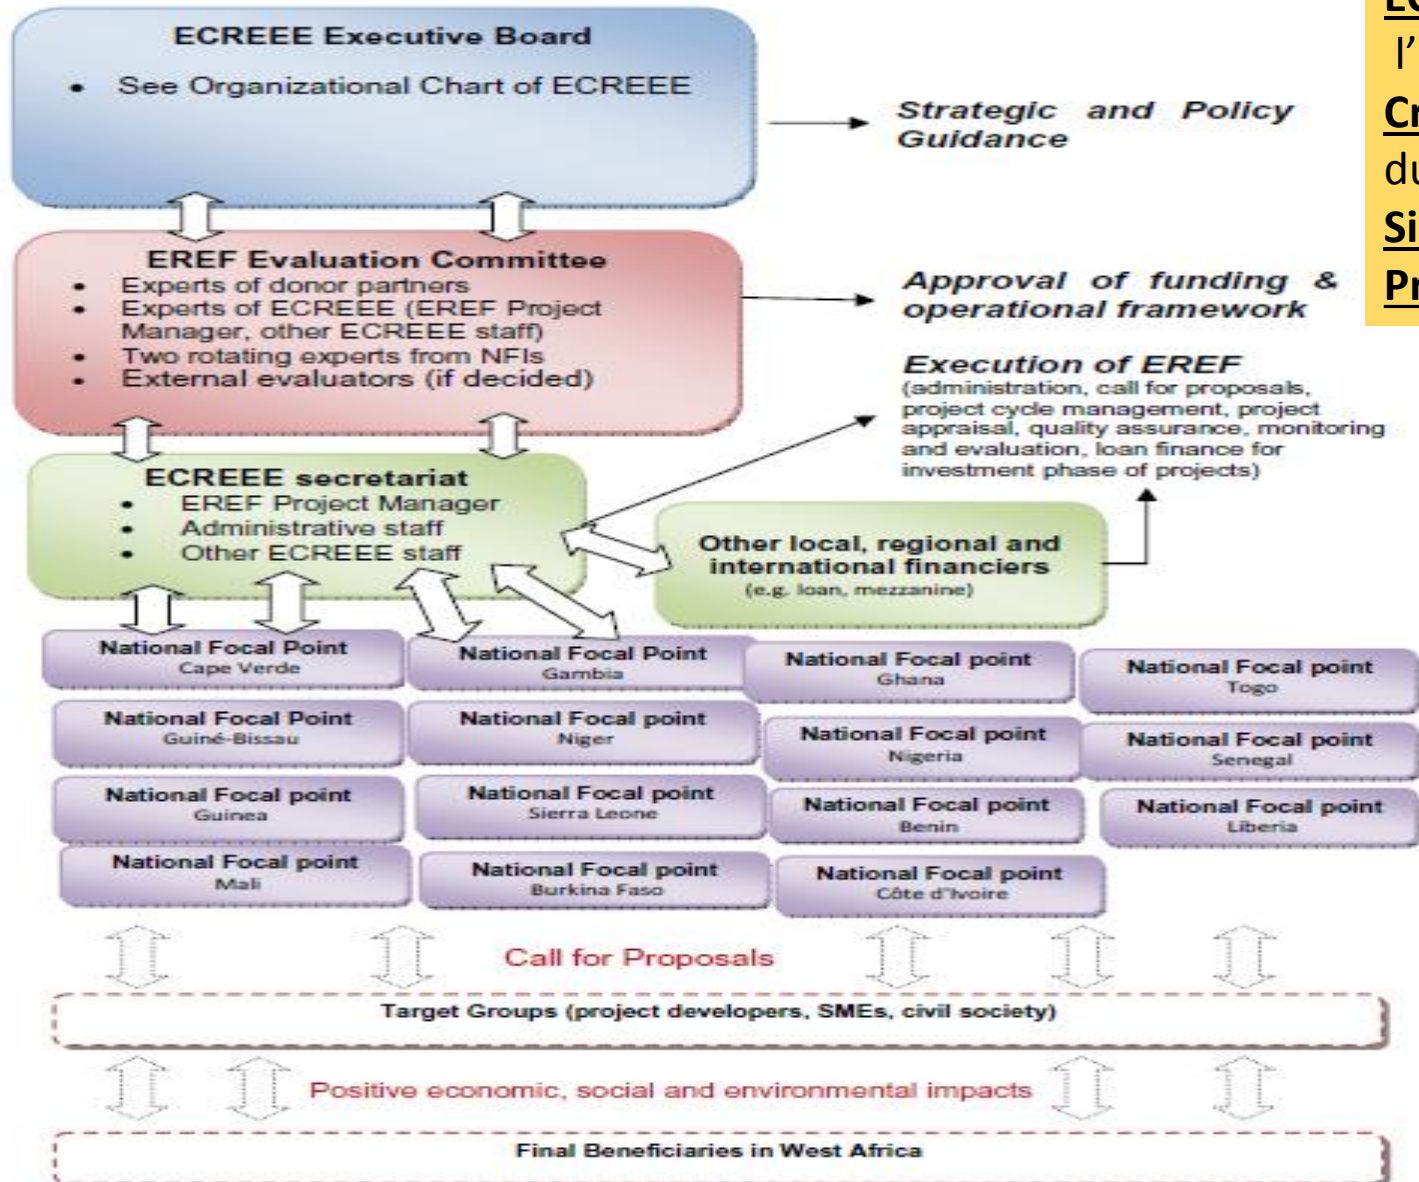 ECREEE Executive Board
• See Organizational Chart of ECREEE
Strategic and Policy
Guidance
l'
Cr
du
Si
Pr
EREF Evaluation Committee
• Experts of donor partners
• Experts of ECREEE (EREF Project
Manager, other ECREEE staff)
• Two rotating experts from NFIs
• External evaluators (if decided)
Approval of funding &
operational framework
Execution of EREF
(administration, call for proposals,
project cycle management, project
appraisal, quality assurance, monitoring
and evaluation, loan finance for
investment phase of projects)
ECREEE secretariat
• EREF Project Manager
• Administrative staff
• Other ECREEE staff
Other local, regional and
international financiers
(e.g. loan, mezzanine)
National Focal Point
Cape Verde
National Focal Point
Gambia
National Focal point
Ghana
National Focal point
Togo
National Focal Point
Guiné-Bissau
National Focal point
Niger
National Focal point
Nigeria
National Focal point
Senegal
National Focal point
Guinea
National Focal point
Sierra Leone
National Focal point
Benin
National Focal point
Liberia
National Focal point
Mali
National Focal point
Burkina Faso
National Focal point
Côte d'Ivoire
Call for Proposals
Target Groups (project developers, SMEs, civil society)
Positive economic, social and environmental impacts
Final Beneficiaries in West Africa